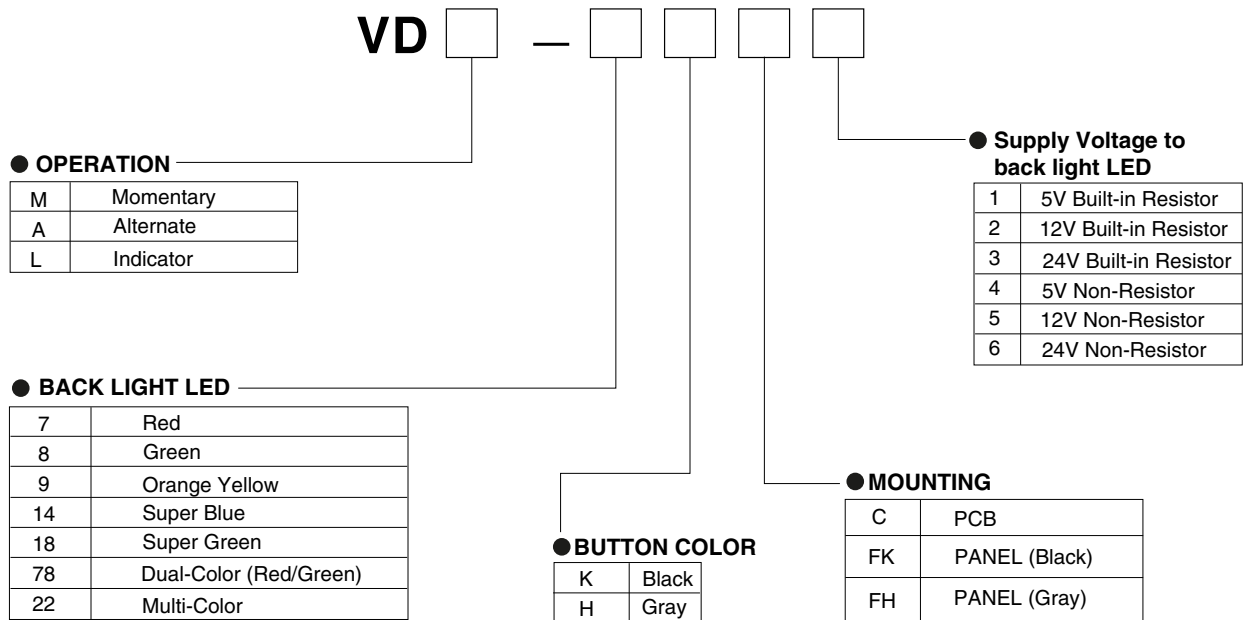 VD —
● OPERATION
M Momentary
A Alternate
L Indicator
● Supply Voltage to
back light LED
1 5V Built-in Resistor
2 12V Built-in Resistor
3 24V Built-in Resistor
4 5V Non-Resistor
5 12V Non-Resistor
6 24V Non-Resistor
● BACK LIGHT LED
7 Red
8 Green
9 Orange Yellow
14 Super Blue
18 Super Green
78 Dual-Color (Red/Green)
22 Multi-Color
● BUTTON COLOR
K Black
H Gray
● MOUNTING
C PCB
FK PANEL (Black)
FH PANEL (Gray)